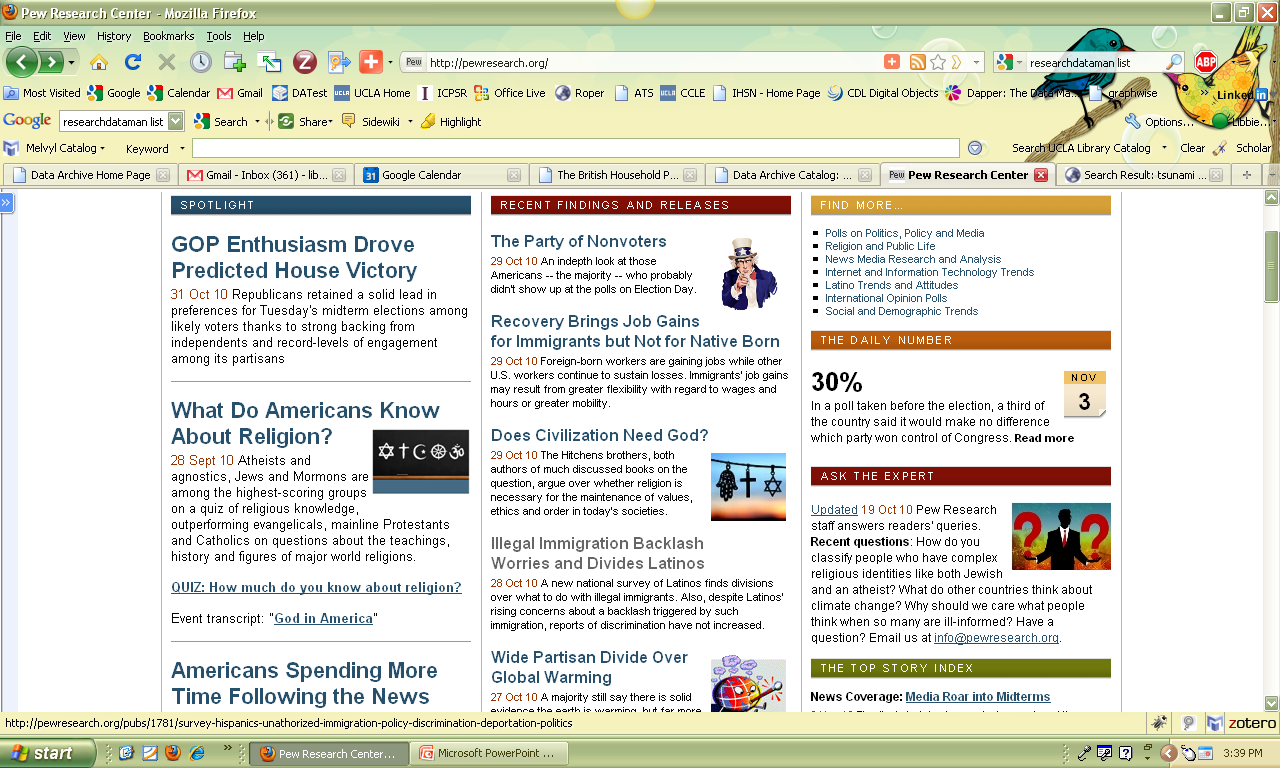 Pew Research Center - Mozilla Firefox
File Edit View History Bookmarks Tools Help
Pew http://pewresearch.org/ researchdataman list ABP
Most Visited Google Calendar Gmail DATest UCLA Home ICPSR Office Live Roper ATS CCLE IHSN - Home Page CDL Digital Objects Dapper: The Data Ma... graphwise » Linked in
Google researchdataman list Search Share Sidewiki Highlight Options... Libbie...
Melvyl Catalog Keyword Search UCLA Library Catalog Clear Scholar
Data Archive Home Page Gmail - Inbox (361) - lib... Google Calendar The British Household P... Data Archive Catalog: ... Pew Research Center Search Result: tsunami ...
SPOTLIGHT
GOP Enthusiasm Drove
Predicted House Victory
31 Oct 10 Republicans retained a solid lead in
preferences for Tuesday's midterm elections among
likely voters thanks to strong backing from
independents and record-levels of engagement
among its partisans
What Do Americans Know
About Religion?
28 Sept 10 Atheists and
agnostics, Jews and Mormons are
among the highest-scoring groups
on a quiz of religious knowledge,
outperforming evangelicals, mainline Protestants
and Catholics on questions about the teachings,
history and figures of major world religions.
QUIZ: How much do you know about religion?
Event transcript: "God in America"
Americans Spending More
Time Following the News
RECENT FINDINGS AND RELEASES
The Party of Nonvoters
29 Oct 10 An indepth look at those
Americans -- the majority -- who probably
didn't show up at the polls on Election Day.
Recovery Brings Job Gains
for Immigrants but Not for Native Born
29 Oct 10 Foreign-born workers are gaining jobs while other
U.S. workers continue to sustain losses. Immigrants' job gains
may result from greater flexibility with regard to wages and
hours or greater mobility.
Does Civilization Need God?
29 Oct 10 The Hitchens brothers, both
authors of much discussed books on the
question, argue over whether religion is
necessary for the maintenance of values,
ethics and order in today's societies.
Illegal Immigration Backlash
Worries and Divides Latinos
28 Oct 10 A new national survey of Latinos finds divisions
over what to do with illegal immigrants. Also, despite Latinos'
rising concerns about a backlash triggered by such
immigration, reports of discrimination have not increased.
Wide Partisan Divide Over
Global Warming
27 Oct 10 A majority still say there is solid
evidence the earth is warming, but far more
FIND MORE...
Polls on Politics, Policy and Media
Religion and Public Life
News Media Research and Analysis
Internet and Information Technology Trends
Latino Trends and Attitudes
International Opinion Polls
Social and Demographic Trends
THE DAILY NUMBER
30%
NOV
3
In a poll taken before the election, a third of
the country said it would make no difference
which party won control of Congress. Read more
ASK THE EXPERT
Updated 19 Oct 10 Pew Research
staff answers readers' queries.
Recent questions: How do you
classify people who have complex
religious identities like both Jewish
and an atheist? What do other countries think about
climate change? Why should we care what people
think when so many are ill-informed? Have a
question? Email us at info@pewresearch.org.
? ?
THE TOP STORY INDEX
News Coverage: Media Roar into Midterms
http://pewresearch.org/pubs/1781/survey-hispanics-unathorized-immigration-policy-discrimination-deportation-politics
zotero
start » Pew Research Center... Microsoft PowerPoint ... 3:39 PM